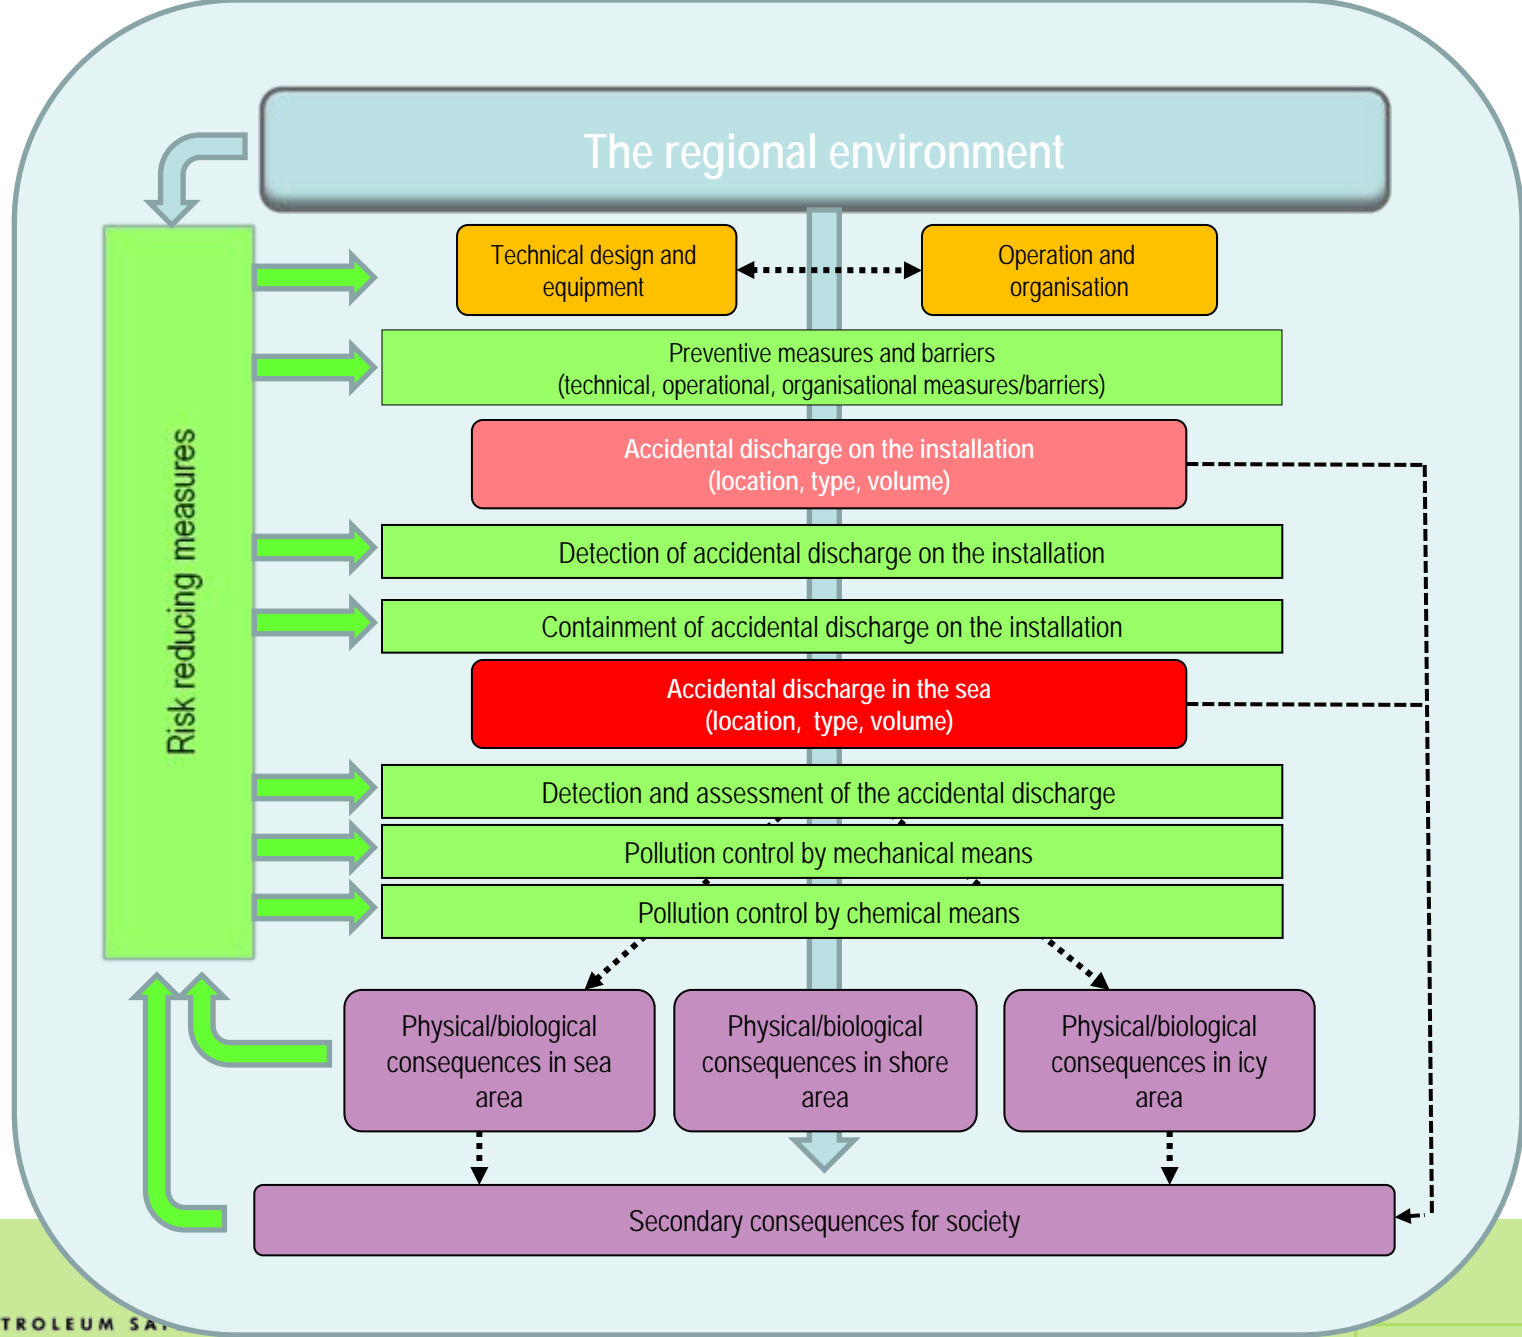 The regional environment
Technical design and
equipment
Operation and
organisation
Preventive measures and barriers
(technical, operational, organisational measures/barriers)
Accidental discharge on the installation
(location, type, volume)
Detection of accidental discharge on the installation
Containment of accidental discharge on the installation
Accidental discharge in the sea
(location, type, volume)
Risk reducing measures
Detection and assessment of the accidental discharge
Pollution control by mechanical means
Pollution control by chemical means
Physical/biological
consequences in sea
area
Physical/biological
consequences in shore
area
Physical/biological
consequences in icy
area
Secondary consequences for society
TROLEUM SA